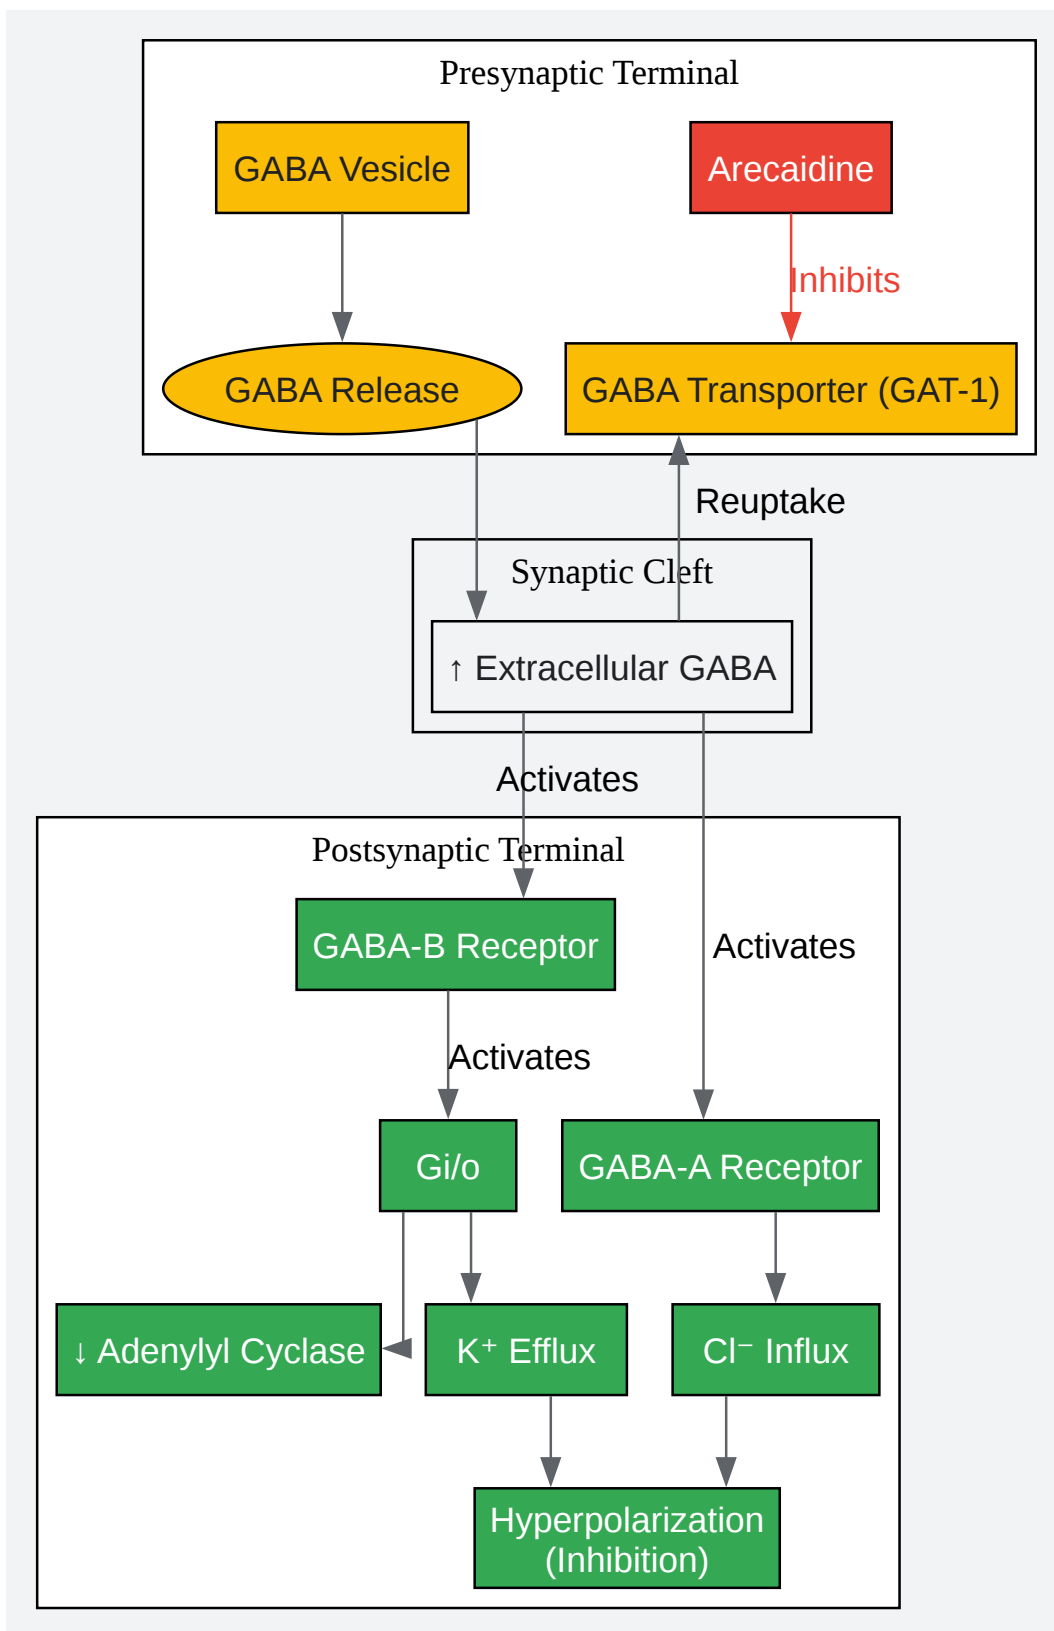 Presynaptic Terminal
GABA Vesicle
Arecaidine
Inhibits
GABA Release
GABA Transporter (GAT-1)
Reuptake
Synaptic Cleft
↑ Extracellular GABA
Activates
Postsynaptic Terminal
GABA-B Receptor
Activates
Activates
Gi/o
GABA-A Receptor
↓ Adenylyl Cyclase
K⁺ Efflux
Cl⁻ Influx
Hyperpolarization
(Inhibition)